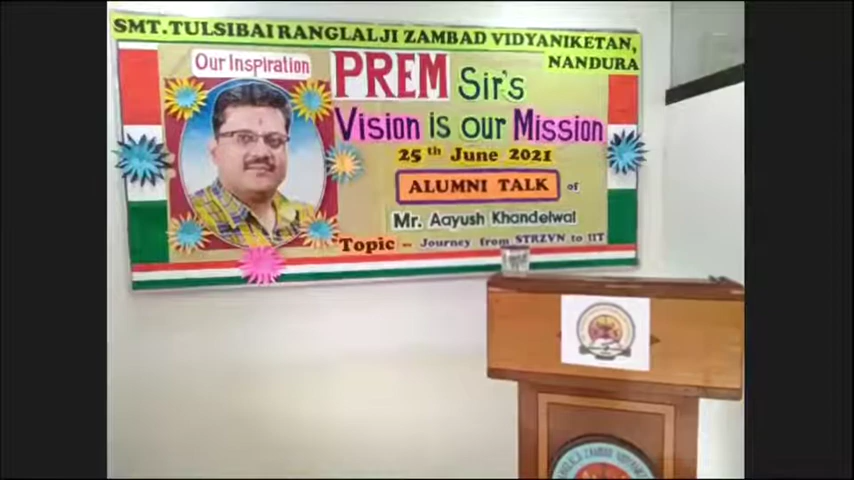 SMT.TULSIBAI RANGLALJI ZAMBAD VIDYANIKETAN,
NANDURA
Our Inspiration
PREM Sir's
Vision is our Mission
25th June 2021
ALUMNI TALK of
Mr. Aayush Khandelwal
Topic - Journey from STRZVN to IIT
ZAMBAD